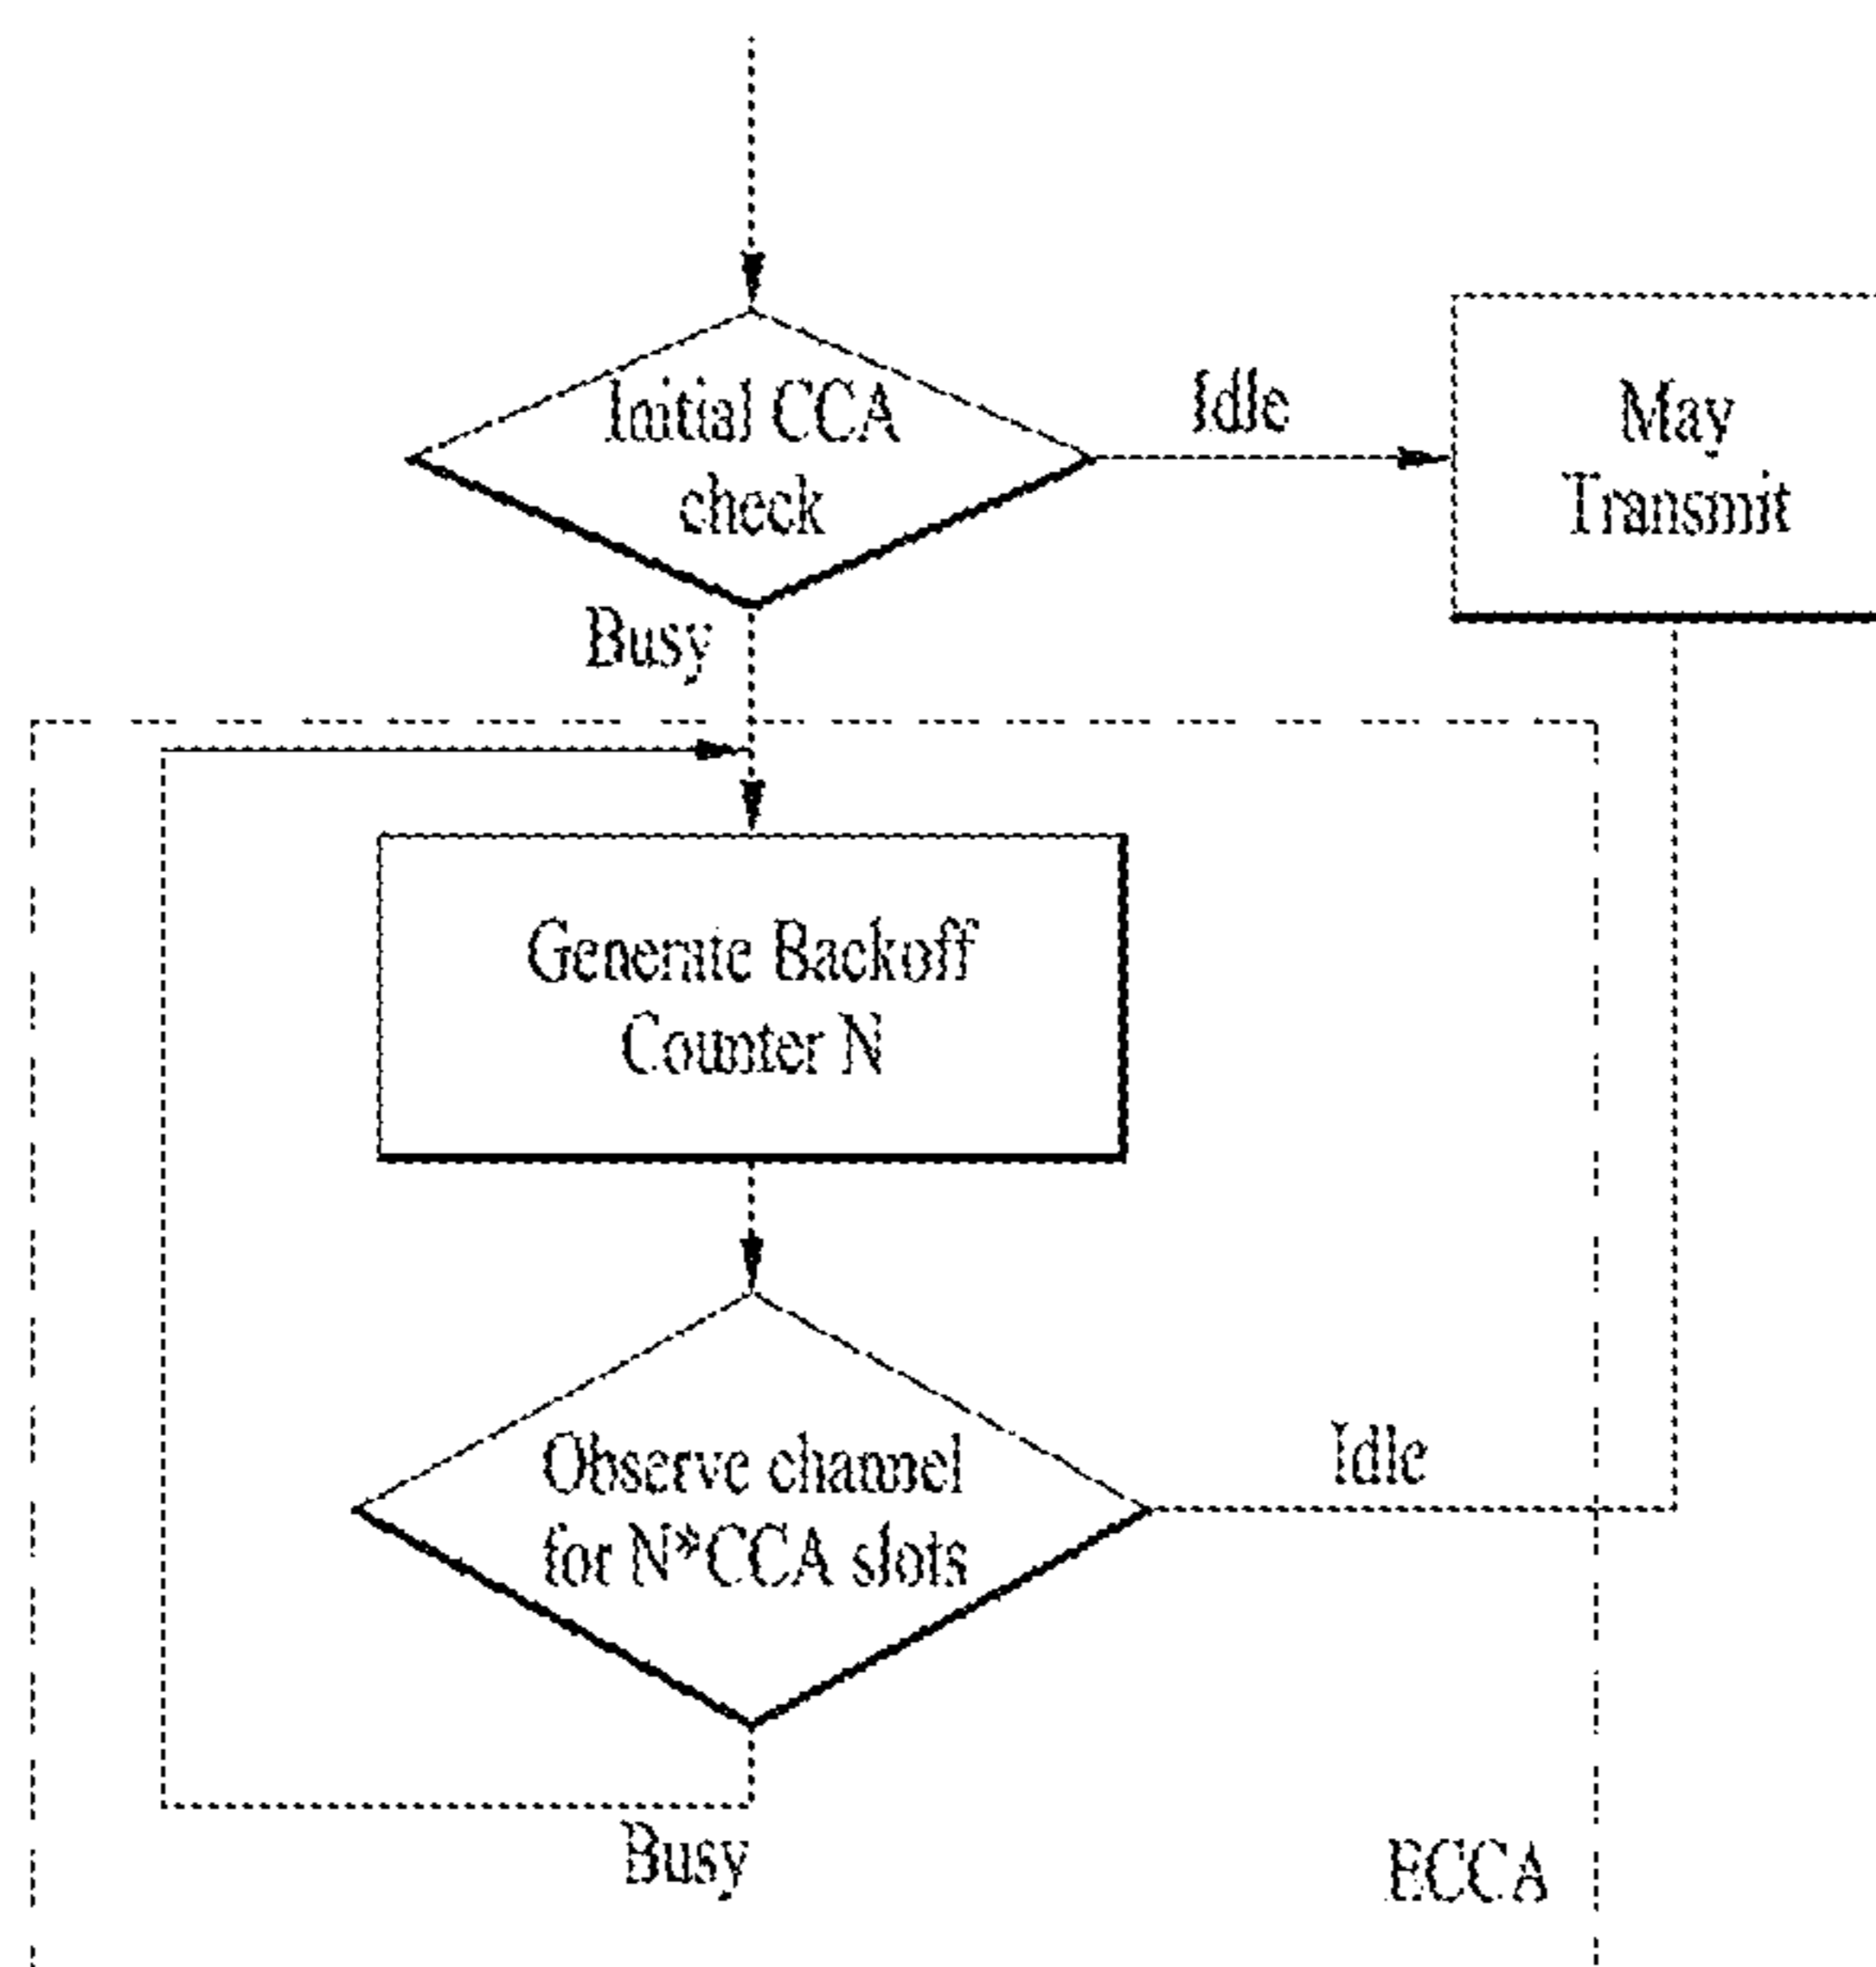 Initial CCA
check
Idle
May
Transmit
Busy
Generate Backoff
Counter N
Observe channel
for N*CCA slots
Idle
Busy
ECCA